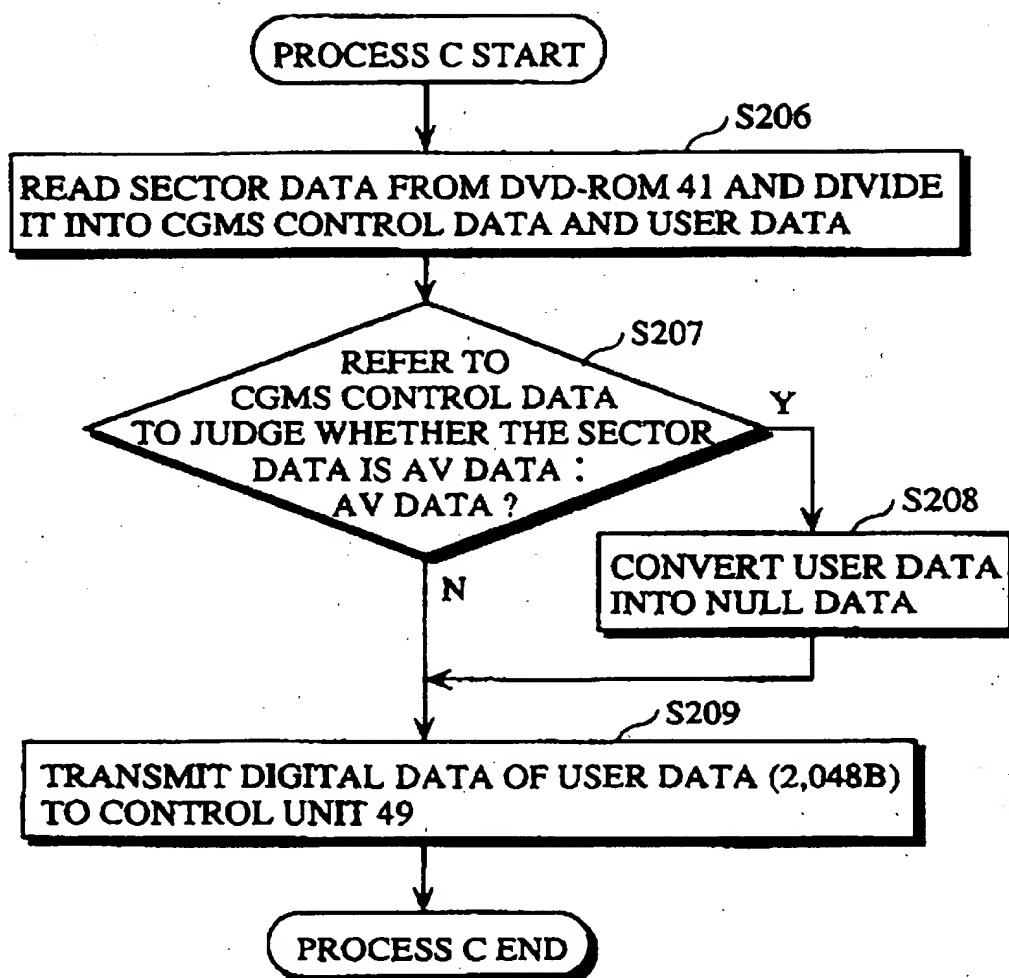 PROCESS C START
S206
READ SECTOR DATA FROM DVD-ROM 41 AND DIVIDE
IT INTO CGMS CONTROL DATA AND USER DATA
S207
REFER TO
CGMS CONTROL DATA
TO JUDGE WHETHER THE SECTOR
DATA IS AV DATA :
AV DATA ?
Y
N
S208
CONVERT USER DATA
INTO NULL DATA
S209
TRANSMIT DIGITAL DATA OF USER DATA (2,048B)
TO CONTROL UNIT 49
PROCESS C END